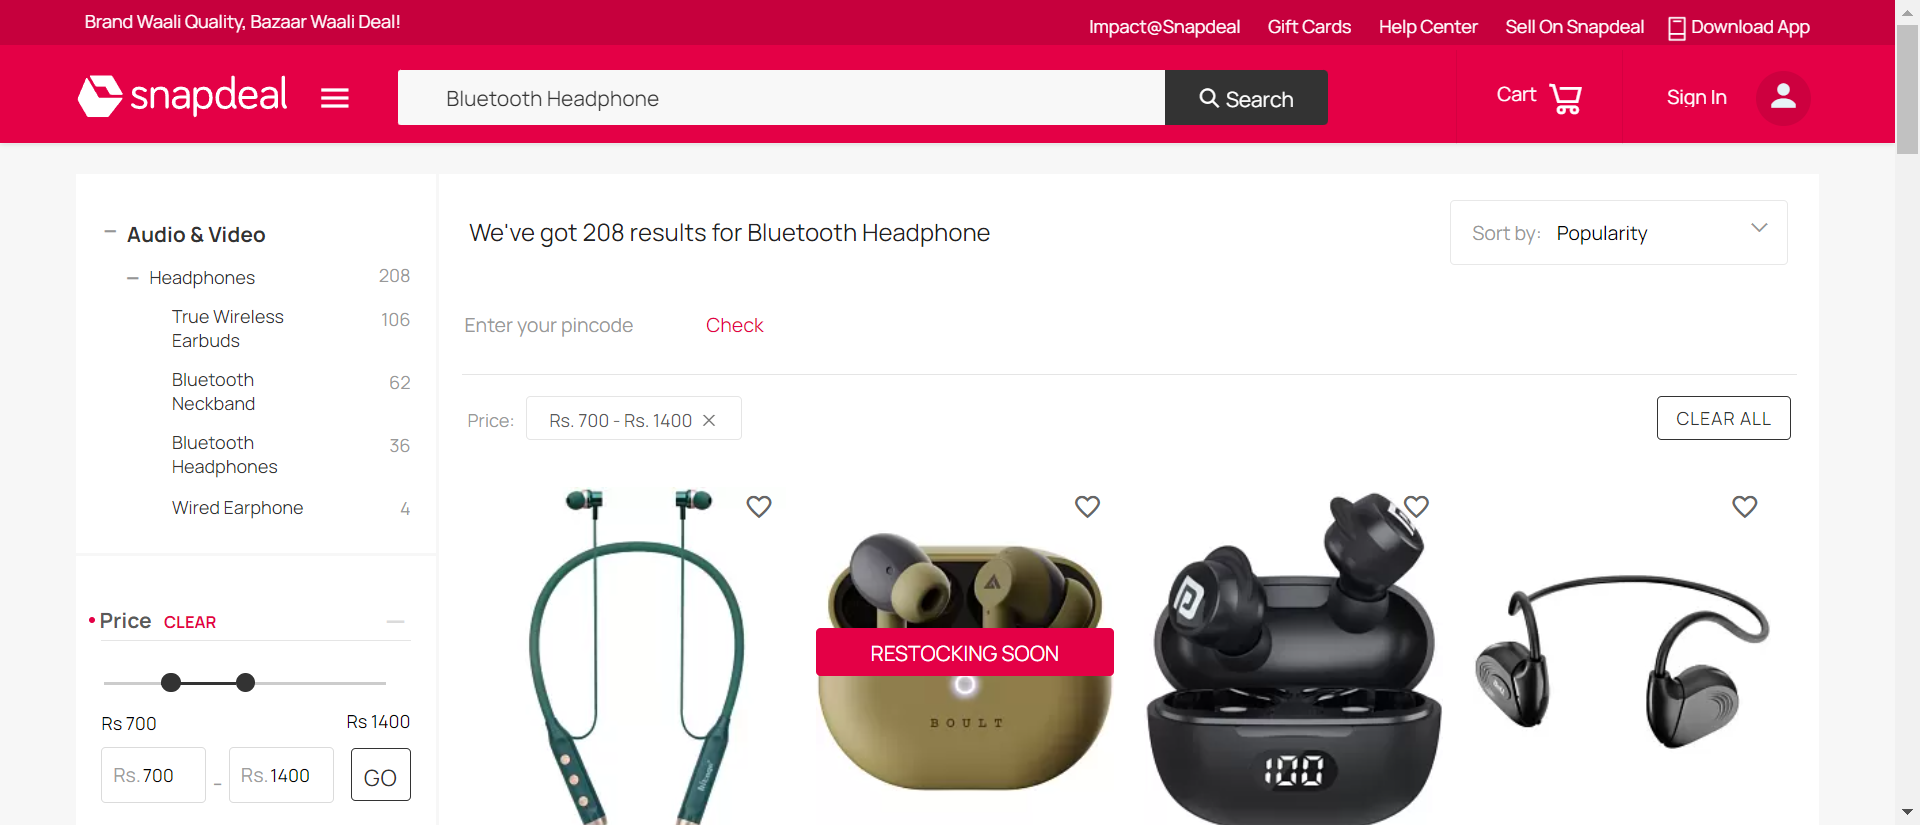 Brand Waali Quality, Bazaar Waali Deal!
Impact@Snapdeal
Gift Cards
Help Center
Sell On Snapdeal
Download App
snapdeal
Bluetooth Headphone
Search
Cart
Sign In
Audio & Video
Headphones 208
True Wireless
Earbuds
106
Bluetooth
Neckband
62
Bluetooth
Headphones
36
Wired Earphone 4
Price CLEAR
Rs 700
Rs 1400
Rs. 700 - Rs. 1400 GO
We've got 208 results for Bluetooth Headphone
Sort by: Popularity
Enter your pincode
Check
Price: Rs. 700 - Rs. 1400
CLEAR ALL
RESTOCKING SOON
BOULT
100